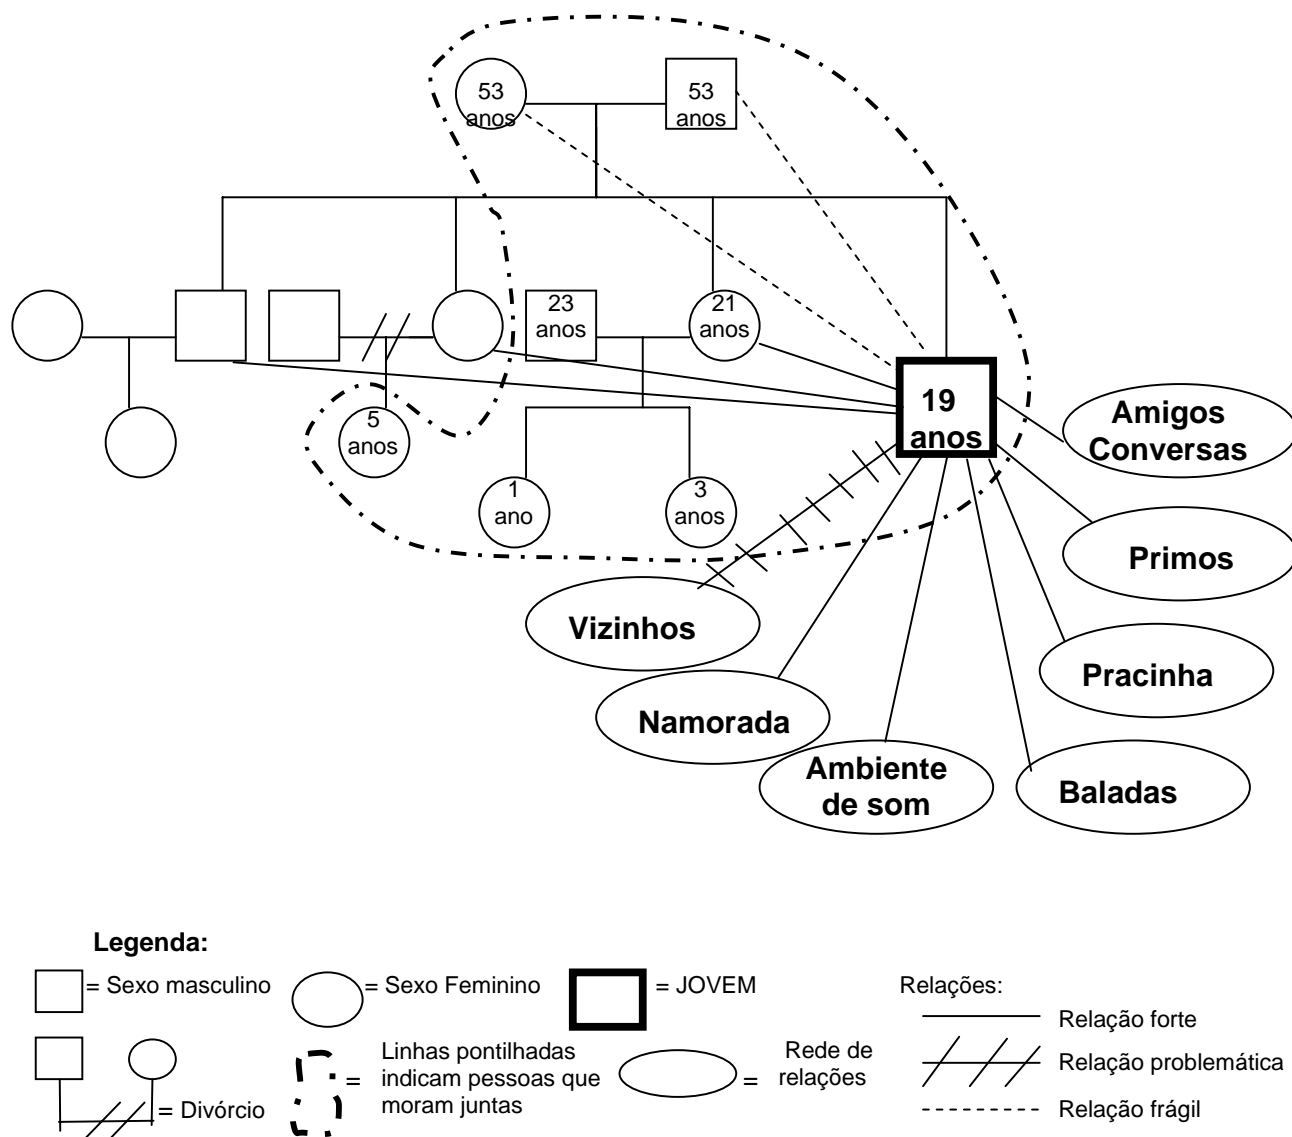 53
anos
53
anos
23
anos
21
anos
19
anos
5
anos
1
ano
3
anos
Amigos
Conversas
Primos
Pracinha
Baladas
Ambiente
de som
Namorada
Vizinhos
Legenda:
= Sexo masculino
= Sexo Feminino
= JOVEM
= Divórcio
= Linhas pontilhadas
indicam pessoas que
moram juntas
= Rede de
relações
Relações:
Relação forte
Relação problemática
Relação frágil